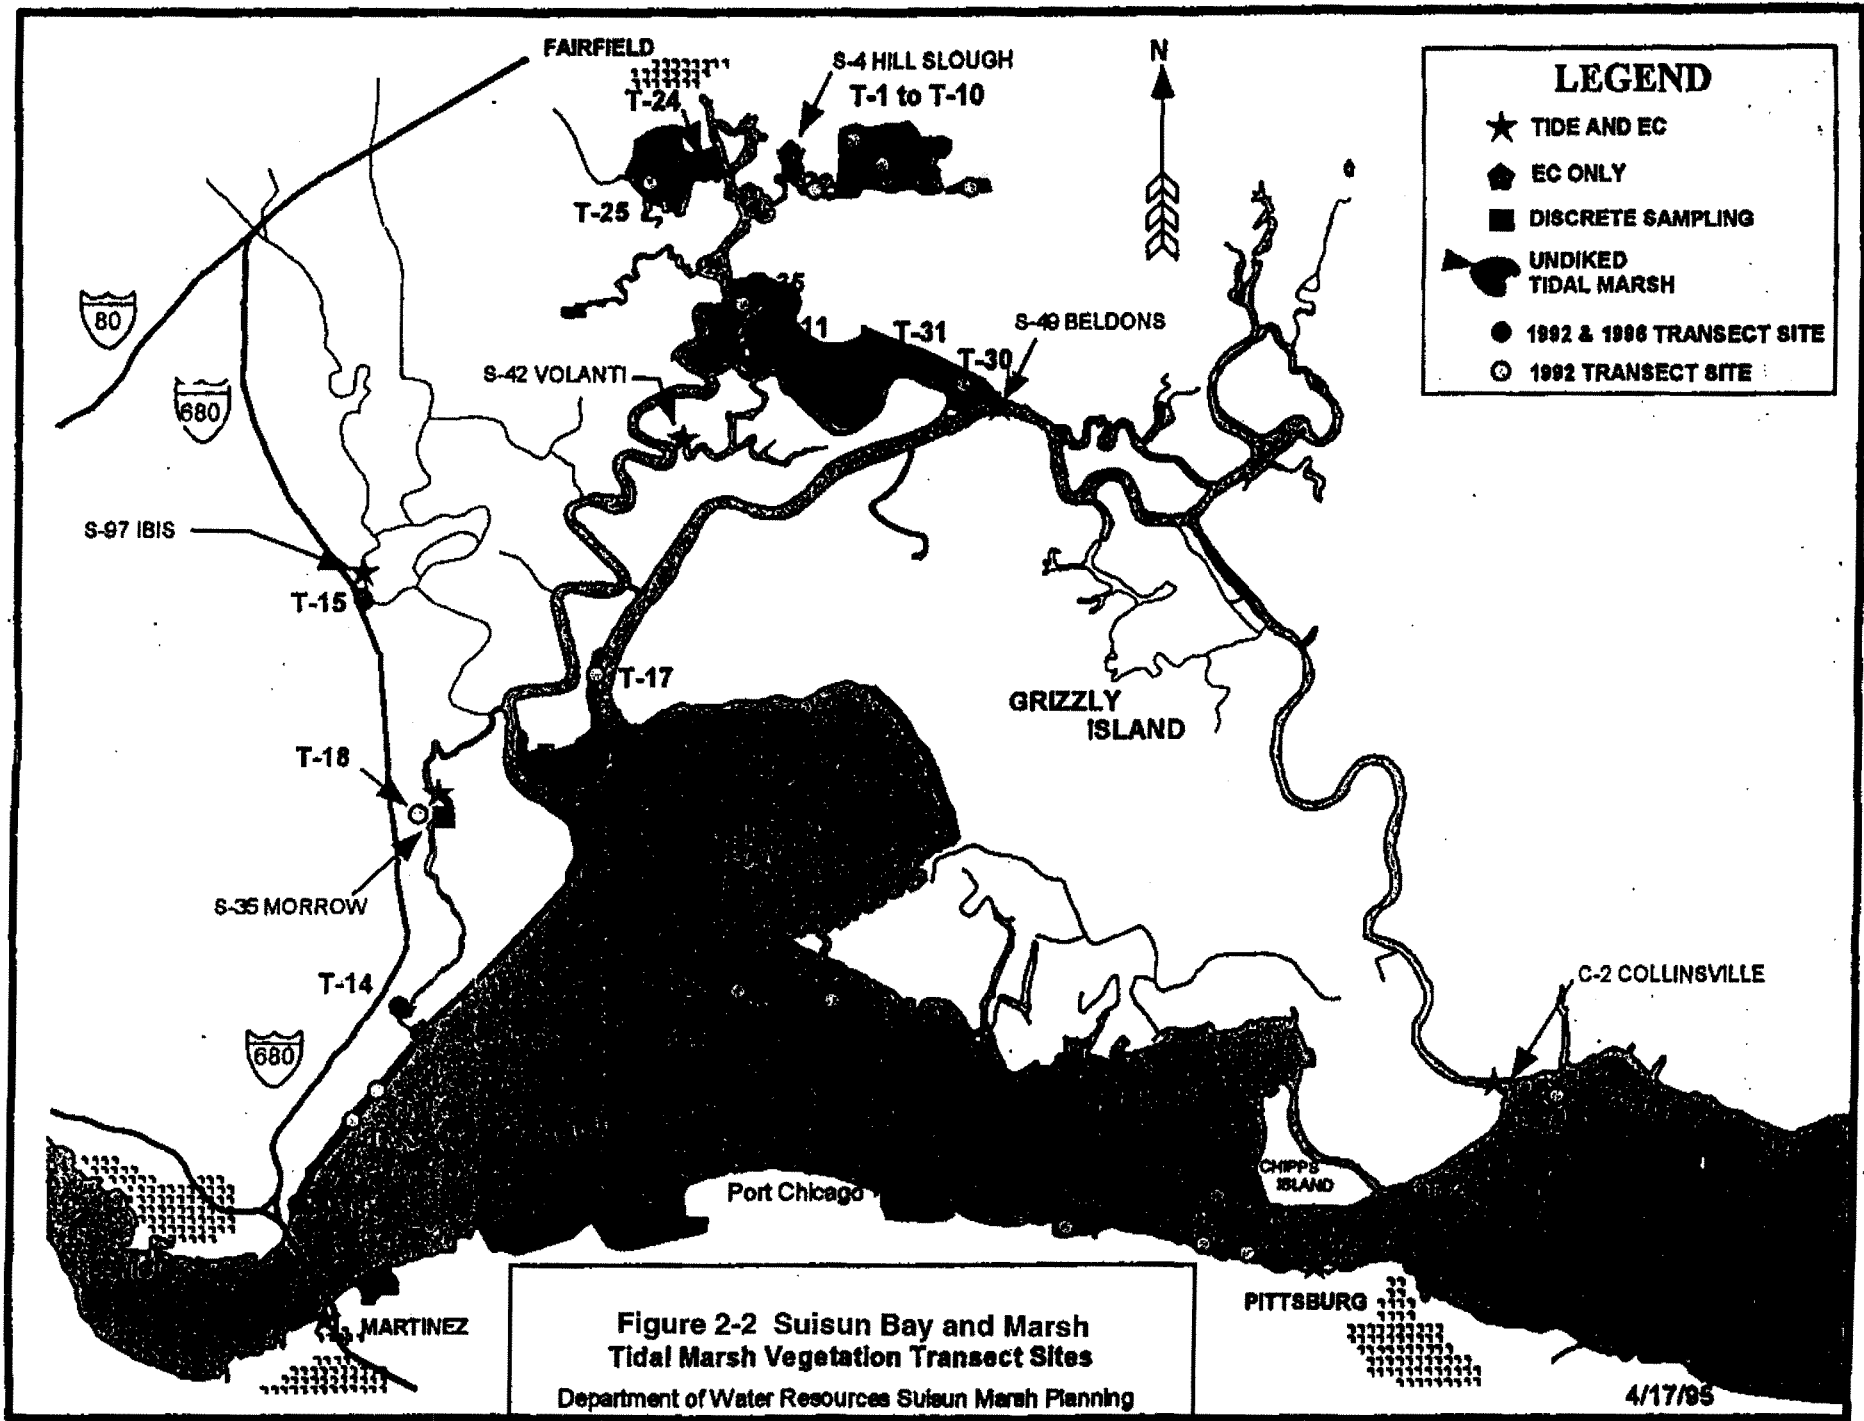 FAIRFIELD
S-4 HILL SLOUGH
T-1 to T-10
T-24
T-25
N
LEGEND
TIDE AND EC
EC ONLY
DISCRETE SAMPLING
UNDIKED
TIDAL MARSH
1992 & 1996 TRANSECT SITE
1992 TRANSECT SITE
80
680
11
T-31
T-30
S-49 BELDONS
S-42 VOLANTI
S-97 IBIS
T-15
T-17
GRIZZLY
ISLAND
T-18
S-35 MORROW
T-14
680
C-2 COLLINSVILLE
CHIPPS
ISLAND
Port Chicago
PITTSBURG
MARTINEZ
Figure 2-2 Suisun Bay and Marsh
Tidal Marsh Vegetation Transect Sites
Department of Water Resources Suisun Marsh Planning
4/17/95